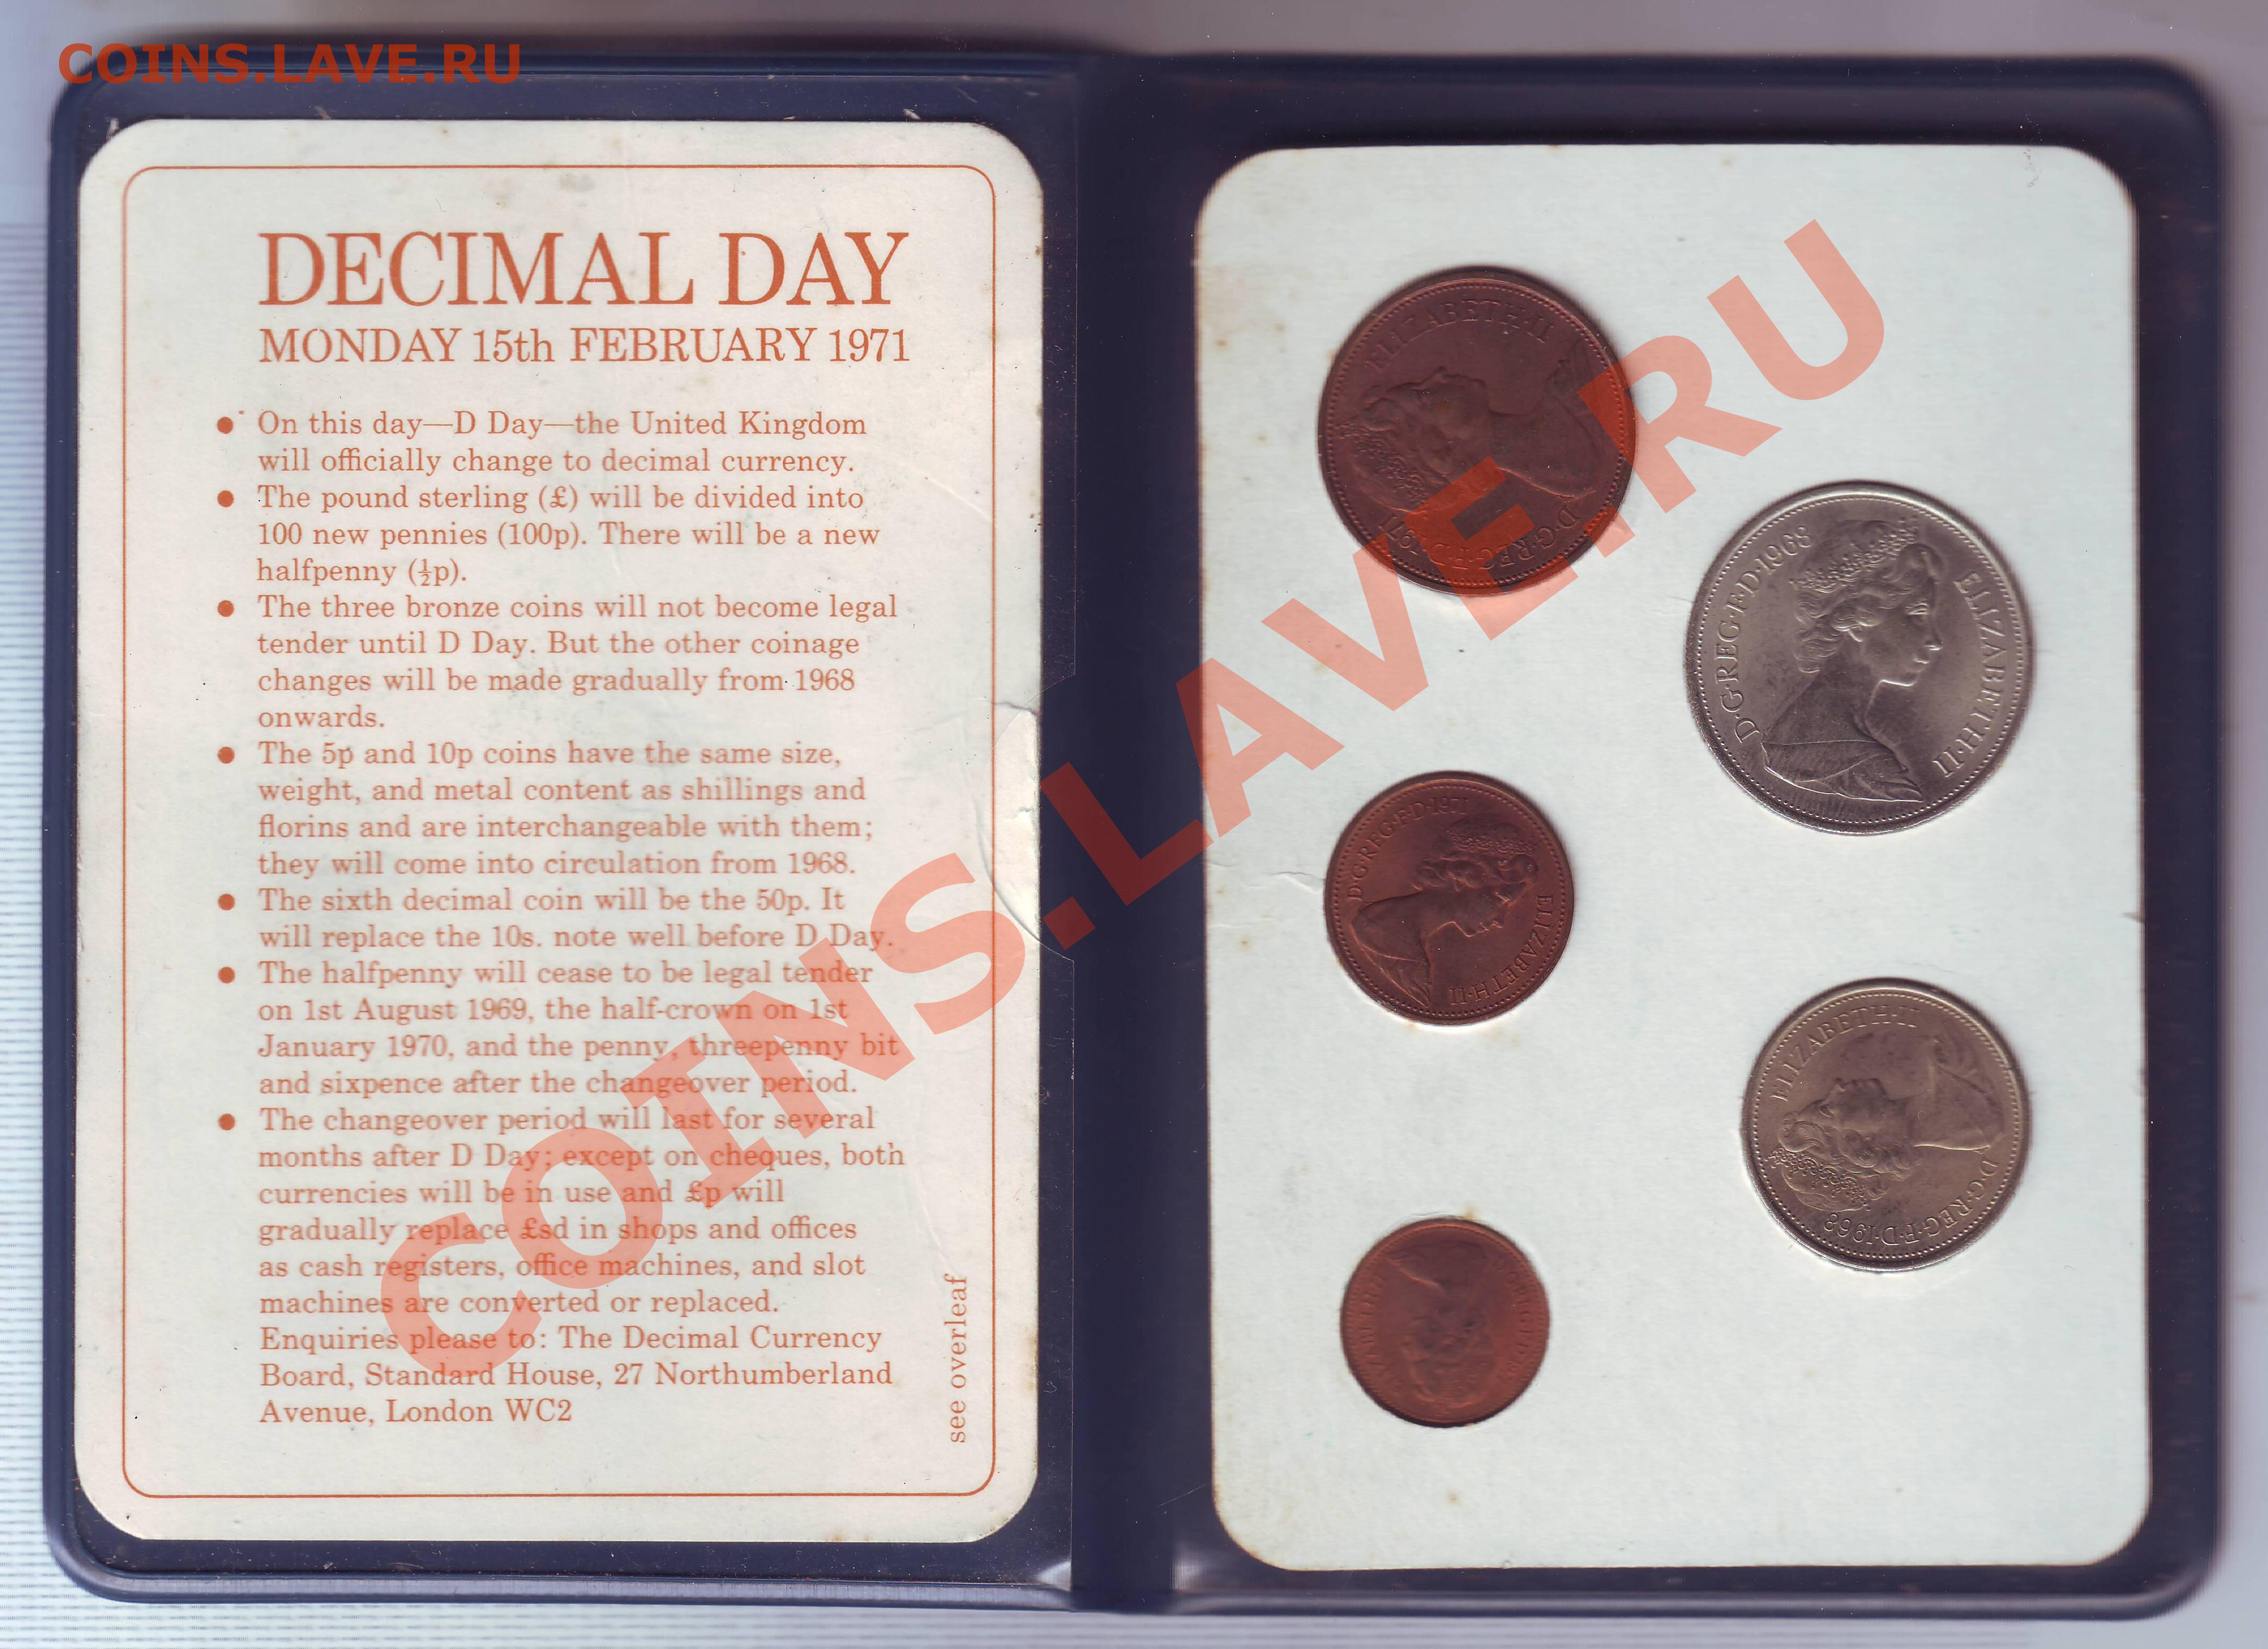 COINS.LAVE.RU
DECIMAL DAY
MONDAY 15th FEBRUARY 1971
● On this day—D Day—the United Kingdom
will officially change to decimal currency.
● The pound sterling (£) will be divided into
100 new pennies (100p). There will be a new
halfpenny (½p).
● The three bronze coins will not become legal
tender until D Day. But the other coinage
changes will be made gradually from 1968
onwards.
● The 5p and 10p coins have the same size,
weight, and metal content as shillings and
florins and are interchangeable with them;
they will come into circulation from 1968.
● The sixth decimal coin will be the 50p. It
will replace the 10s. note well before D Day.
● The halfpenny will cease to be legal tender
on 1st August 1969, the half-crown on 1st
January 1970, and the penny, threepenny bit
and sixpence after the changeover period.
● The changeover period will last for several
months after D Day; except on cheques, both
currencies will be in use and £p will
gradually replace £sd in shops and offices
as cash registers, office machines, and slot
machines are converted or replaced.
Enquiries please to: The Decimal Currency
Board, Standard House, 27 Northumberland
Avenue, London WC2
see overleaf
ELIZABETH·II
D·G·REG·F·D·1971
D·G·REG·F·D·1968
ELIZABETH·II
D·G·REG·F·D·1971
ELIZABETH·II
ELIZABETH·II
D·G·REG·F·D·1968
COINS.LAVE.RU